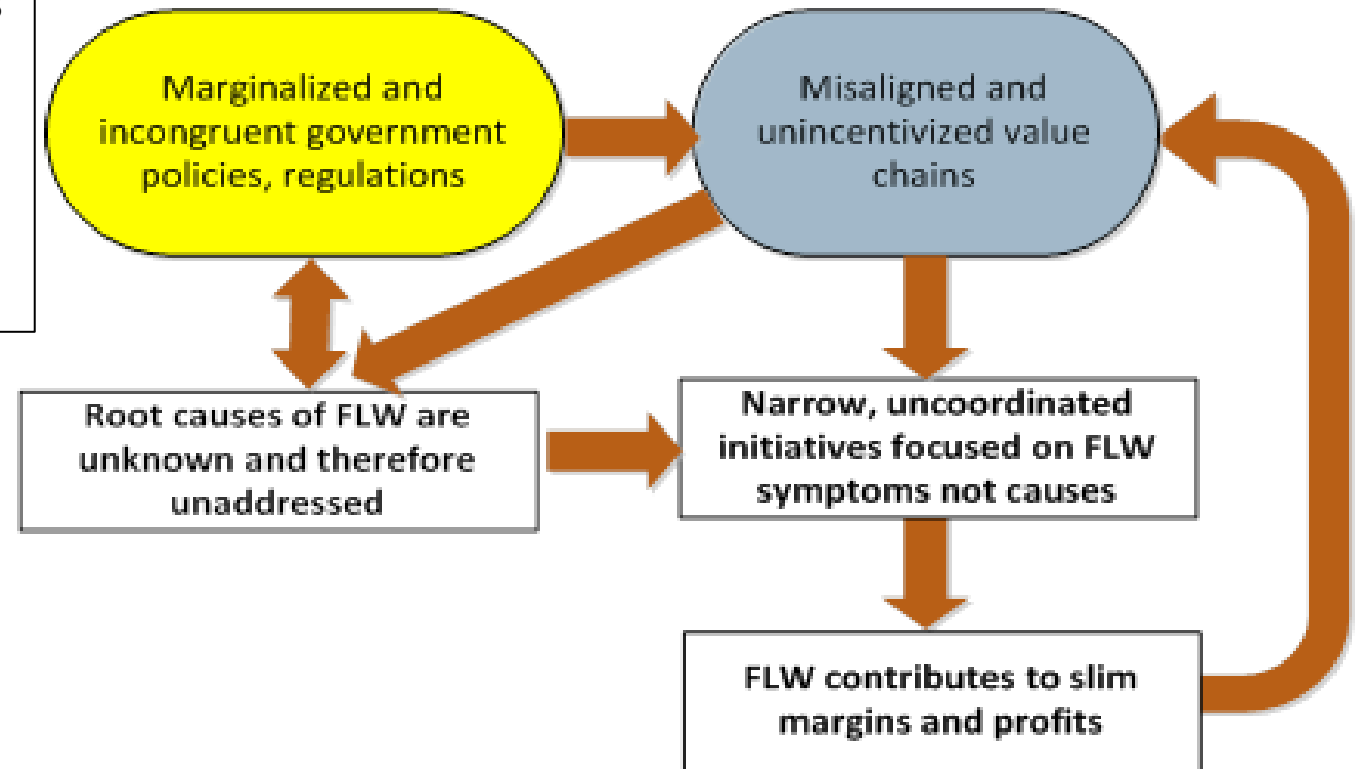 Marginalized and
incongruent government
policies, regulations
Misaligned and
unincentivized value
chains
Root causes of FLW are
unknown and therefore
unaddressed
Narrow, uncoordinated
initiatives focused on FLW
symptoms not causes
FLW contributes to slim
margins and profits